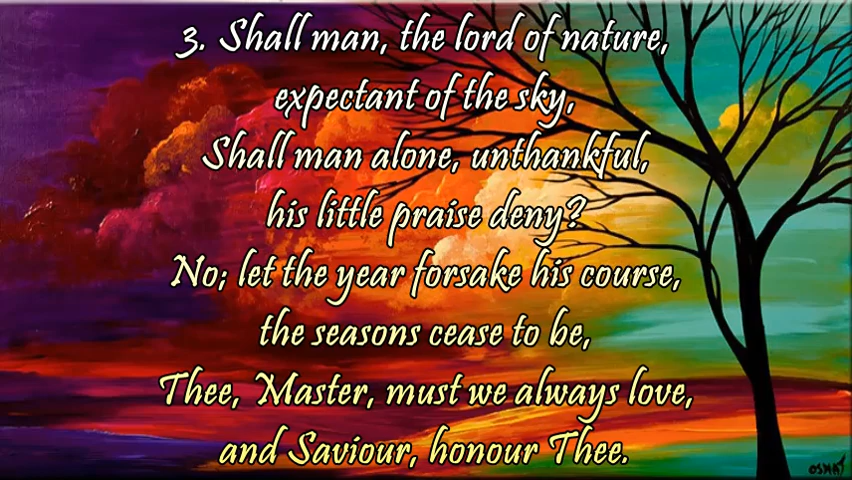 3. Shall man, the lord of nature,
expectant of the sky,
Shall man alone, unthankful,
his little praise deny?
No; let the year forsake his course,
the seasons cease to be,
Thee, Master, must we always love,
and Saviour, honour Thee.
OSNAT